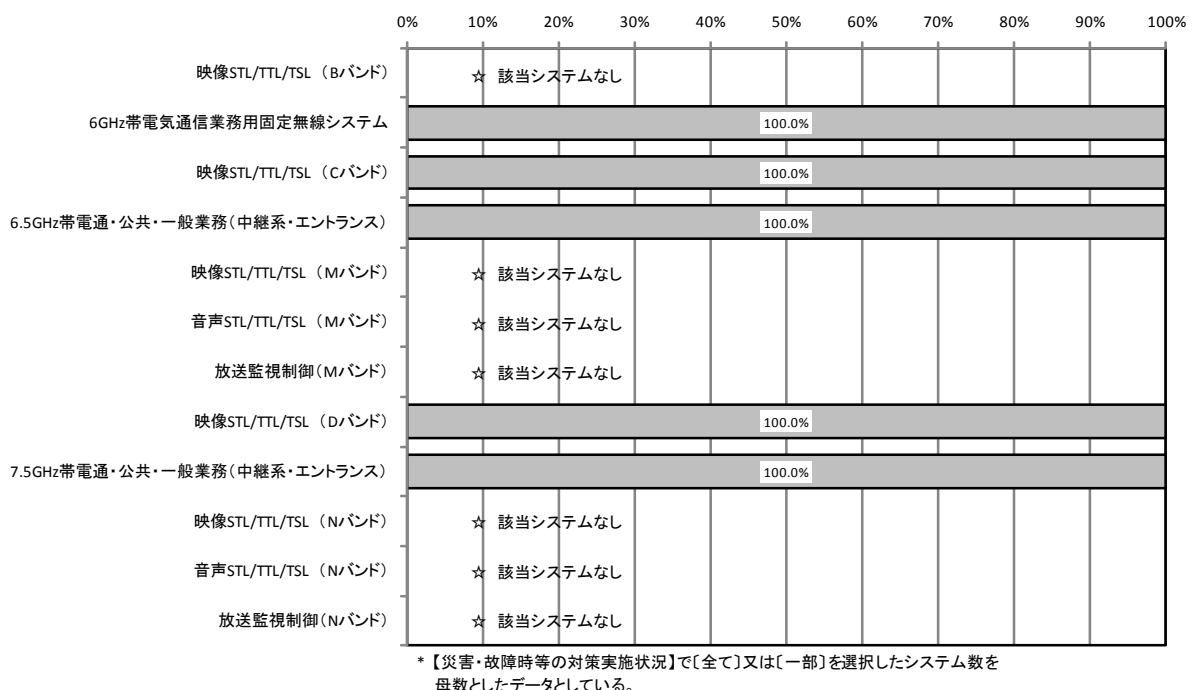 0% 10% 20% 30% 40% 50% 60% 70% 80% 90% 100%
映像STL/TTL/TSL （Bバンド） ☆ 該当システムなし
6GHz帯電気通信業務用固定無線システム 100.0%
映像STL/TTL/TSL （Cバンド） 100.0%
6.5GHz帯電通・公共・一般業務（中継系・エントランス） 100.0%
映像STL/TTL/TSL （Mバンド） ☆ 該当システムなし
音声STL/TTL/TSL （Mバンド） ☆ 該当システムなし
放送監視制御（Mバンド） ☆ 該当システムなし
映像STL/TTL/TSL （Dバンド） 100.0%
7.5GHz帯電通・公共・一般業務（中継系・エントランス） 100.0%
映像STL/TTL/TSL （Nバンド） ☆ 該当システムなし
音声STL/TTL/TSL （Nバンド） ☆ 該当システムなし
放送監視制御（Nバンド） ☆ 該当システムなし
* 【災害・故障時等の対策実施状況】で〔全て〕又は〔一部〕を選択したシステム数を
母数としたデータとしている。